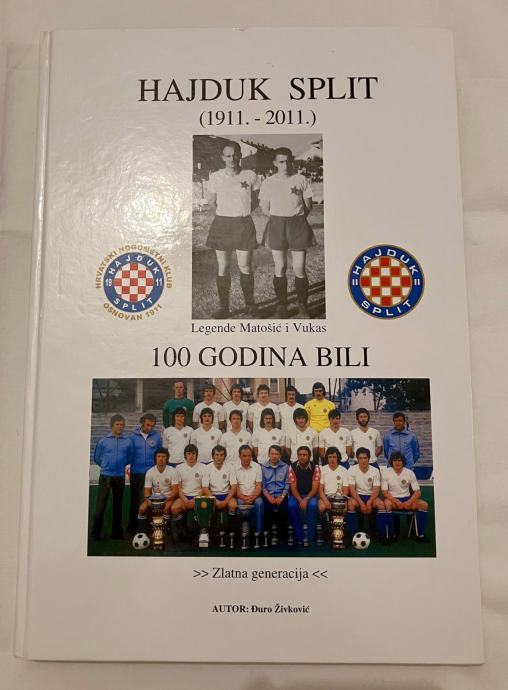 HAJDUK SPLIT
(1911. - 2011.)
HRVATSKI NOGOMETNI KLUB
HAJDUK
19 11
SPLIT
OSNOVAN 1911
HAJDUK
SPLIT
Legende Matošić i Vukas
100 GODINA BILI
>> Zlatna generacija <<
AUTOR: Đuro Živković